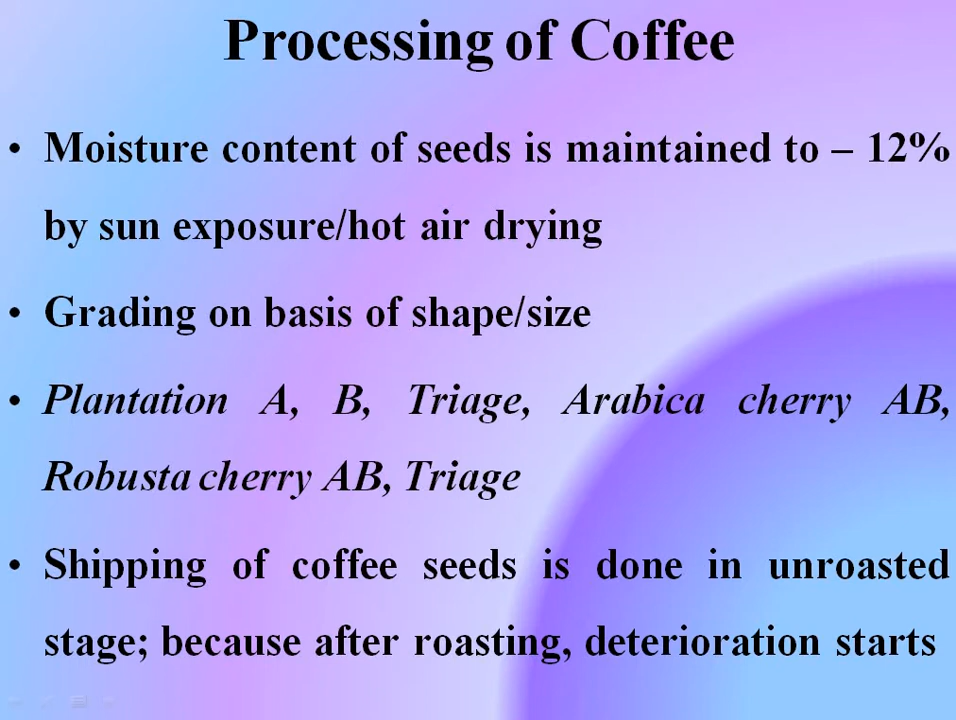 Processing of Coffee
• Moisture content of seeds is maintained to – 12%
by sun exposure/hot air drying
• Grading on basis of shape/size
• Plantation A, B, Triage, Arabica cherry AB,
Robusta cherry AB, Triage
• Shipping of coffee seeds is done in unroasted
stage; because after roasting, deterioration starts